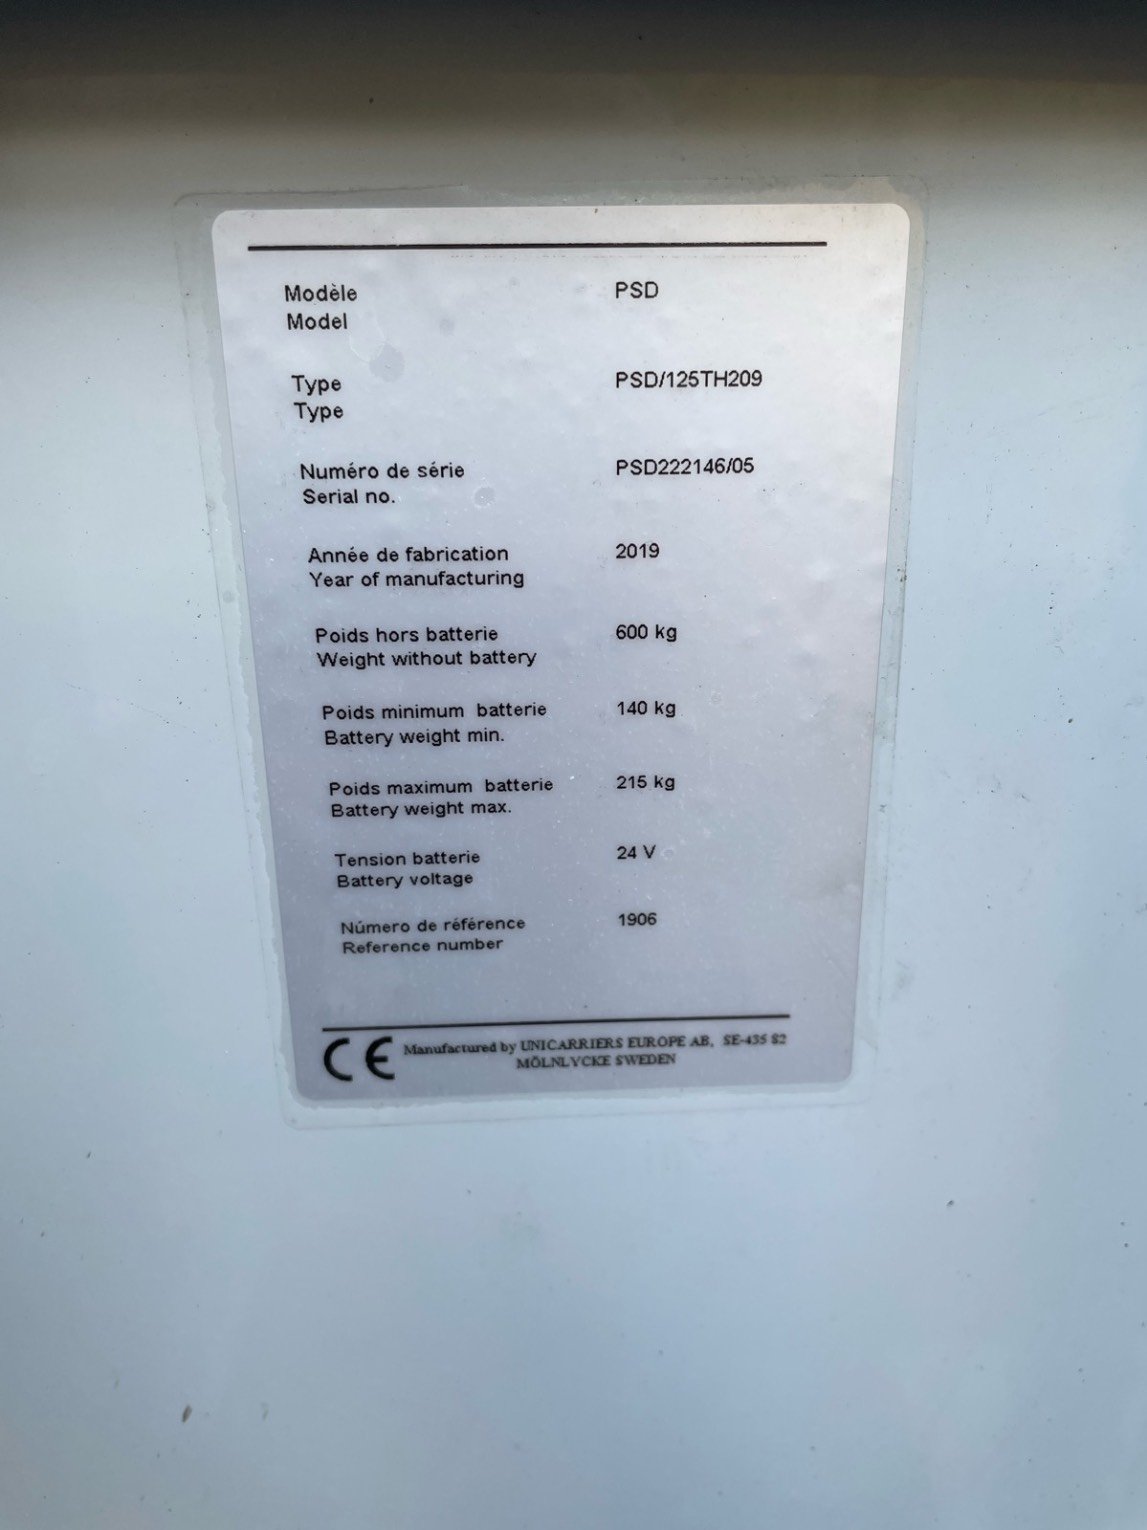 Modèle PSD
Model
Type PSD/125TH209
Type
Numéro de série PSD222146/05
Serial no.
Année de fabrication 2019
Year of manufacturing
Poids hors batterie 600 kg
Weight without battery
Poids minimum batterie 140 kg
Battery weight min.
Poids maximum batterie 215 kg
Battery weight max.
Tension batterie 24 V
Battery voltage
Número de référence 1906
Reference number
CE Manufactured by UNICARRIERS EUROPE AB, SE-435 82
MÖLNLYCKE SWEDEN